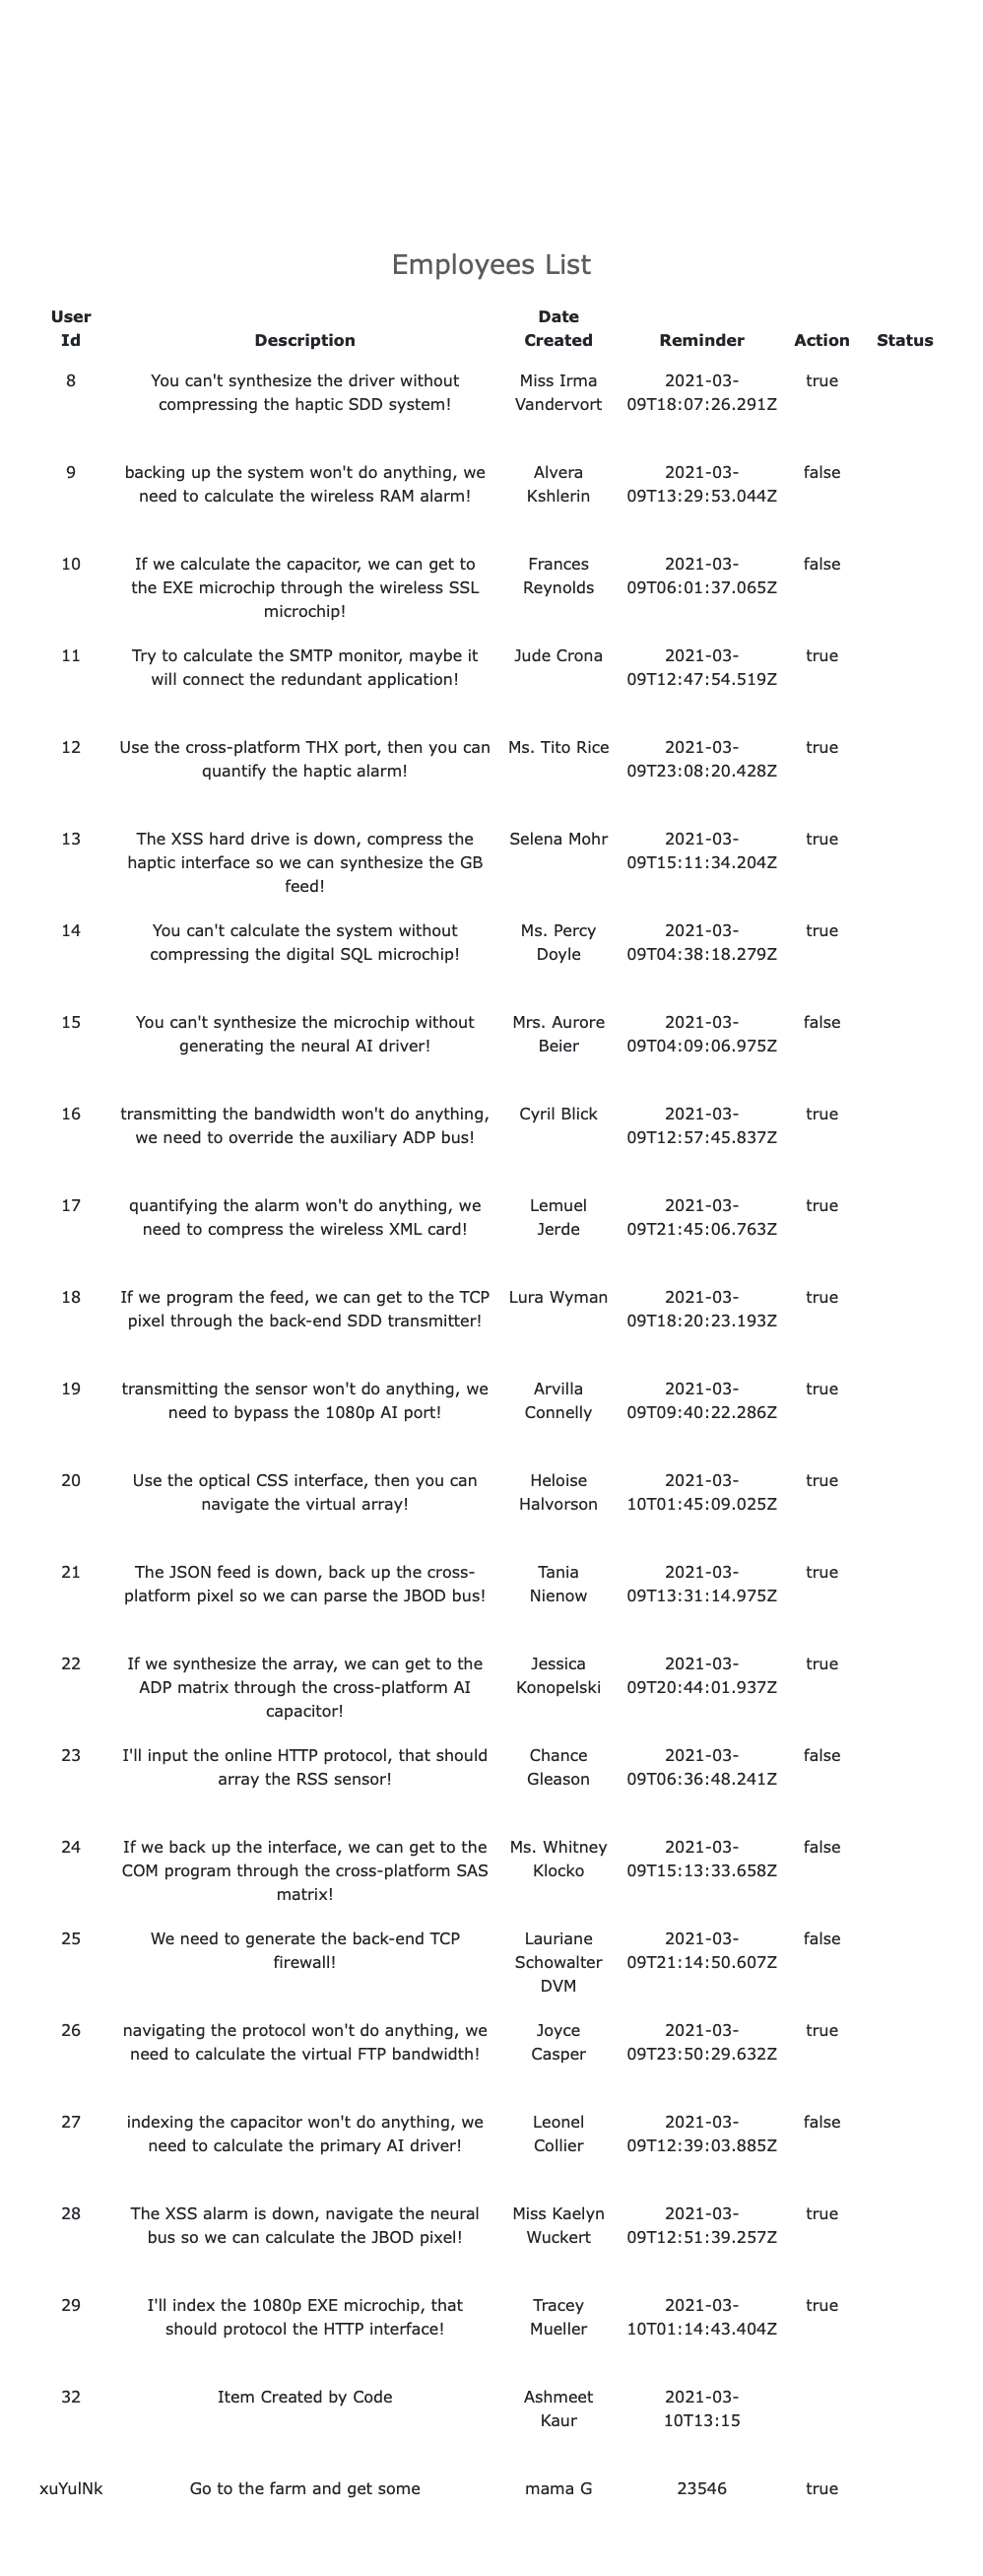 Employees List
User Id Description Date Created Reminder Action Status
8 You can't synthesize the driver without Miss Irma 2021-03- true
compressing the haptic SDD system! Vandervort 09T18:07:26.291Z
9 backing up the system won't do anything, we Alvera 2021-03- false
need to calculate the wireless RAM alarm! Kshlerin 09T13:29:53.044Z
10 If we calculate the capacitor, we can get to Frances 2021-03- false
the EXE microchip through the wireless SSL Reynolds 09T06:01:37.065Z
microchip!
11 Try to calculate the SMTP monitor, maybe it Jude Crona 2021-03- true
will connect the redundant application! 09T12:47:54.519Z
12 Use the cross-platform THX port, then you can Ms. Tito Rice 2021-03- true
quantify the haptic alarm! 09T23:08:20.428Z
13 The XSS hard drive is down, compress the Selena Mohr 2021-03- true
haptic interface so we can synthesize the GB 09T15:11:34.204Z
feed!
14 You can't calculate the system without Ms. Percy 2021-03- true
compressing the digital SQL microchip! Doyle 09T04:38:18.279Z
15 You can't synthesize the microchip without Mrs. Aurore 2021-03- false
generating the neural AI driver! Beier 09T04:09:06.975Z
16 transmitting the bandwidth won't do anything, Cyril Blick 2021-03- true
we need to override the auxiliary ADP bus! 09T12:57:45.837Z
17 quantifying the alarm won't do anything, we Lemuel 2021-03- true
need to compress the wireless XML card! Jerde 09T21:45:06.763Z
18 If we program the feed, we can get to the TCP Lura Wyman 2021-03- true
pixel through the back-end SDD transmitter! 09T18:20:23.193Z
19 transmitting the sensor won't do anything, we Arvilla 2021-03- true
need to bypass the 1080p AI port! Connelly 09T09:40:22.286Z
20 Use the optical CSS interface, then you can Heloise 2021-03- true
navigate the virtual array! Halvorson 10T01:45:09.025Z
21 The JSON feed is down, back up the cross- Tania 2021-03- true
platform pixel so we can parse the JBOD bus! Nienow 09T13:31:14.975Z
22 If we synthesize the array, we can get to the Jessica 2021-03- true
ADP matrix through the cross-platform AI Konopelski 09T20:44:01.937Z
capacitor!
23 I'll input the online HTTP protocol, that should Chance 2021-03- false
array the RSS sensor! Gleason 09T06:36:48.241Z
24 If we back up the interface, we can get to the Ms. Whitney 2021-03- false
COM program through the cross-platform SAS Klocko 09T15:13:33.658Z
matrix!
25 We need to generate the back-end TCP Lauriane 2021-03- false
firewall! Schowalter 09T21:14:50.607Z
DVM
26 navigating the protocol won't do anything, we Joyce 2021-03- true
need to calculate the virtual FTP bandwidth! Casper 09T23:50:29.632Z
27 indexing the capacitor won't do anything, we Leonel 2021-03- false
need to calculate the primary AI driver! Collier 09T12:39:03.885Z
28 The XSS alarm is down, navigate the neural Miss Kaelyn 2021-03- true
bus so we can calculate the JBOD pixel! Wuckert 09T12:51:39.257Z
29 I'll index the 1080p EXE microchip, that Tracey 2021-03- true
should protocol the HTTP interface! Mueller 10T01:14:43.404Z
32 Item Created by Code Ashmeet 2021-03-
Kaur 10T13:15
xuYulNk Go to the farm and get some mama G 23546 true